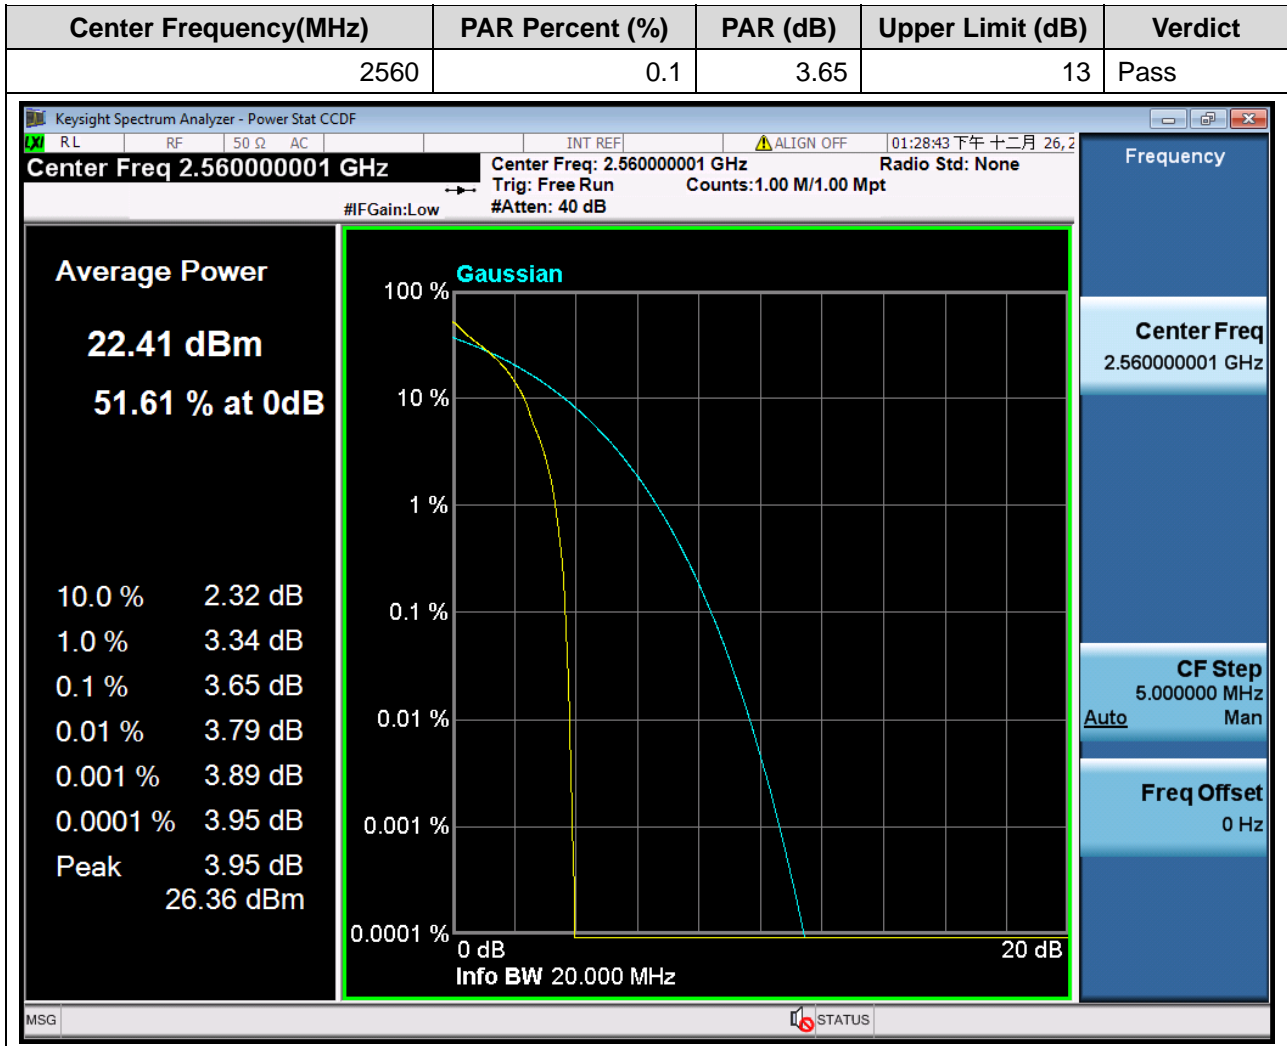 Center Frequency(MHz) PAR Percent (%) PAR (dB) Upper Limit (dB) Verdict
2560 0.1 3.65 13 Pass
Keysight Spectrum Analyzer - Power Stat CCDF
LXI RL RF 50 Ω AC INT REF ALIGN OFF 01:28:43 下午 十二月 26, 2
Center Freq 2.560000001 GHz
#IFGain:Low
Center Freq: 2.560000001 GHz Radio Std: None
Trig: Free Run Counts:1.00 M/1.00 Mpt
#Atten: 40 dB
Average Power
22.41 dBm
51.61 % at 0dB
10.0 % 2.32 dB
1.0 % 3.34 dB
0.1 % 3.65 dB
0.01 % 3.79 dB
0.001 % 3.89 dB
0.0001 % 3.95 dB
Peak 3.95 dB
26.36 dBm
Gaussian
100 %
10 %
1 %
0.1 %
0.01 %
0.001 %
0.0001 %
0 dB 20 dB
Info BW 20.000 MHz
Frequency
Center Freq
2.560000001 GHz
CF Step
5.000000 MHz
Auto Man
Freq Offset
0 Hz
MSG STATUS